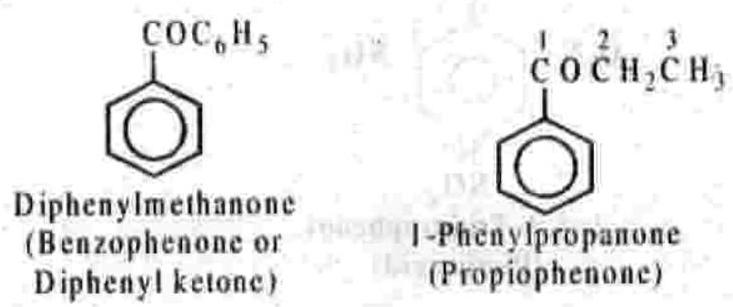 COC₆H₅
Diphenylmethanone
(Benzophenone or
Diphenyl ketone)
1 2 3
COCH₂CH₃
1-Phenylpropanone
(Propiophenone)